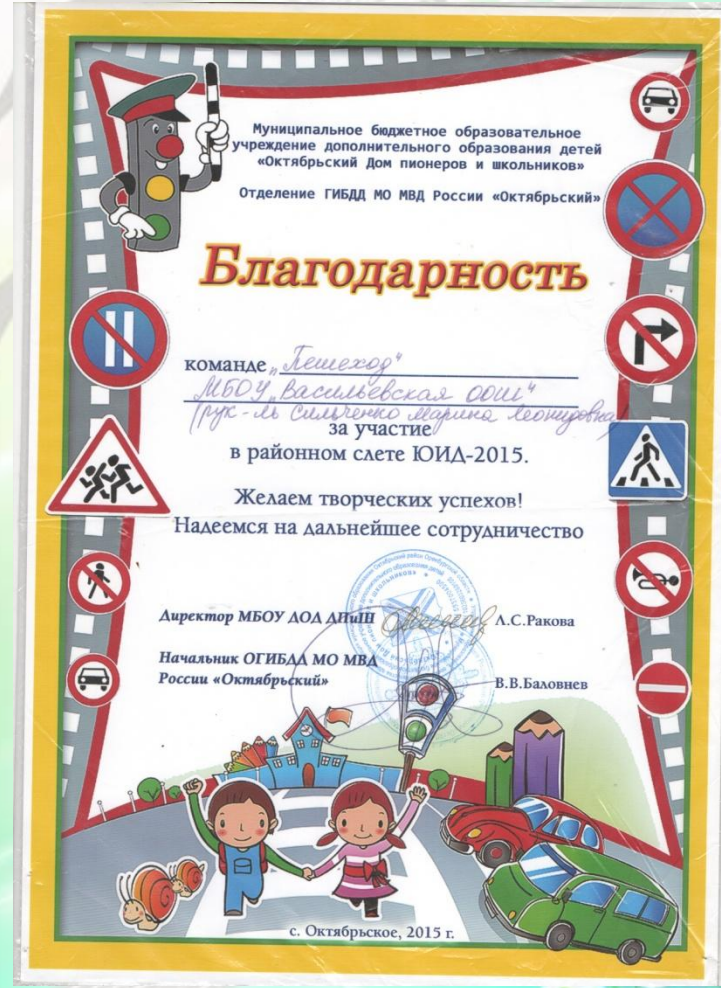 Муниципальное бюджетное образовательное
учреждение дополнительного образования детей
«Октябрьский Дом пионеров и школьников»
Отделение ГИБДД МО МВД России «Октябрьский»
Благодарность
команде „Пешеход“
МБОУ „Васильевская ООШ“
(рук-ль Сильченко Марина Леонидовна)
за участие
в районном слете ЮИД-2015.
Желаем творческих успехов!
Надеемся на дальнейшее сотрудничество
Директор МБОУ ДОД ДПиШ Л.С.Ракова
Начальник ОГИБДД МО МВД
России «Октябрьский» В.В.Баловнев
с. Октябрьское, 2015 г.